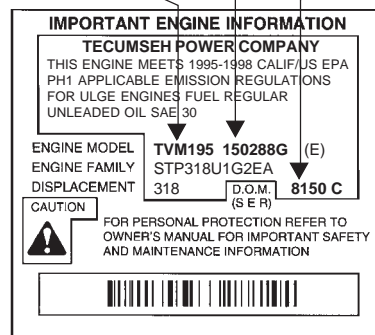 IMPORTANT ENGINE INFORMATION
TECUMSEH POWER COMPANY
THIS ENGINE MEETS 1995-1998 CALIF/US EPA
PH1 APPLICABLE EMISSION REGULATIONS
FOR ULGE ENGINES FUEL REGULAR
UNLEADED OIL SAE 30
ENGINE MODEL TVM195 150288G (E)
ENGINE FAMILY STP318U1G2EA
DISPLACEMENT 318 D.O.M. 8150 C
(S E R)
CAUTION
FOR PERSONAL PROTECTION REFER TO
OWNER'S MANUAL FOR IMPORTANT SAFETY
AND MAINTENANCE INFORMATION